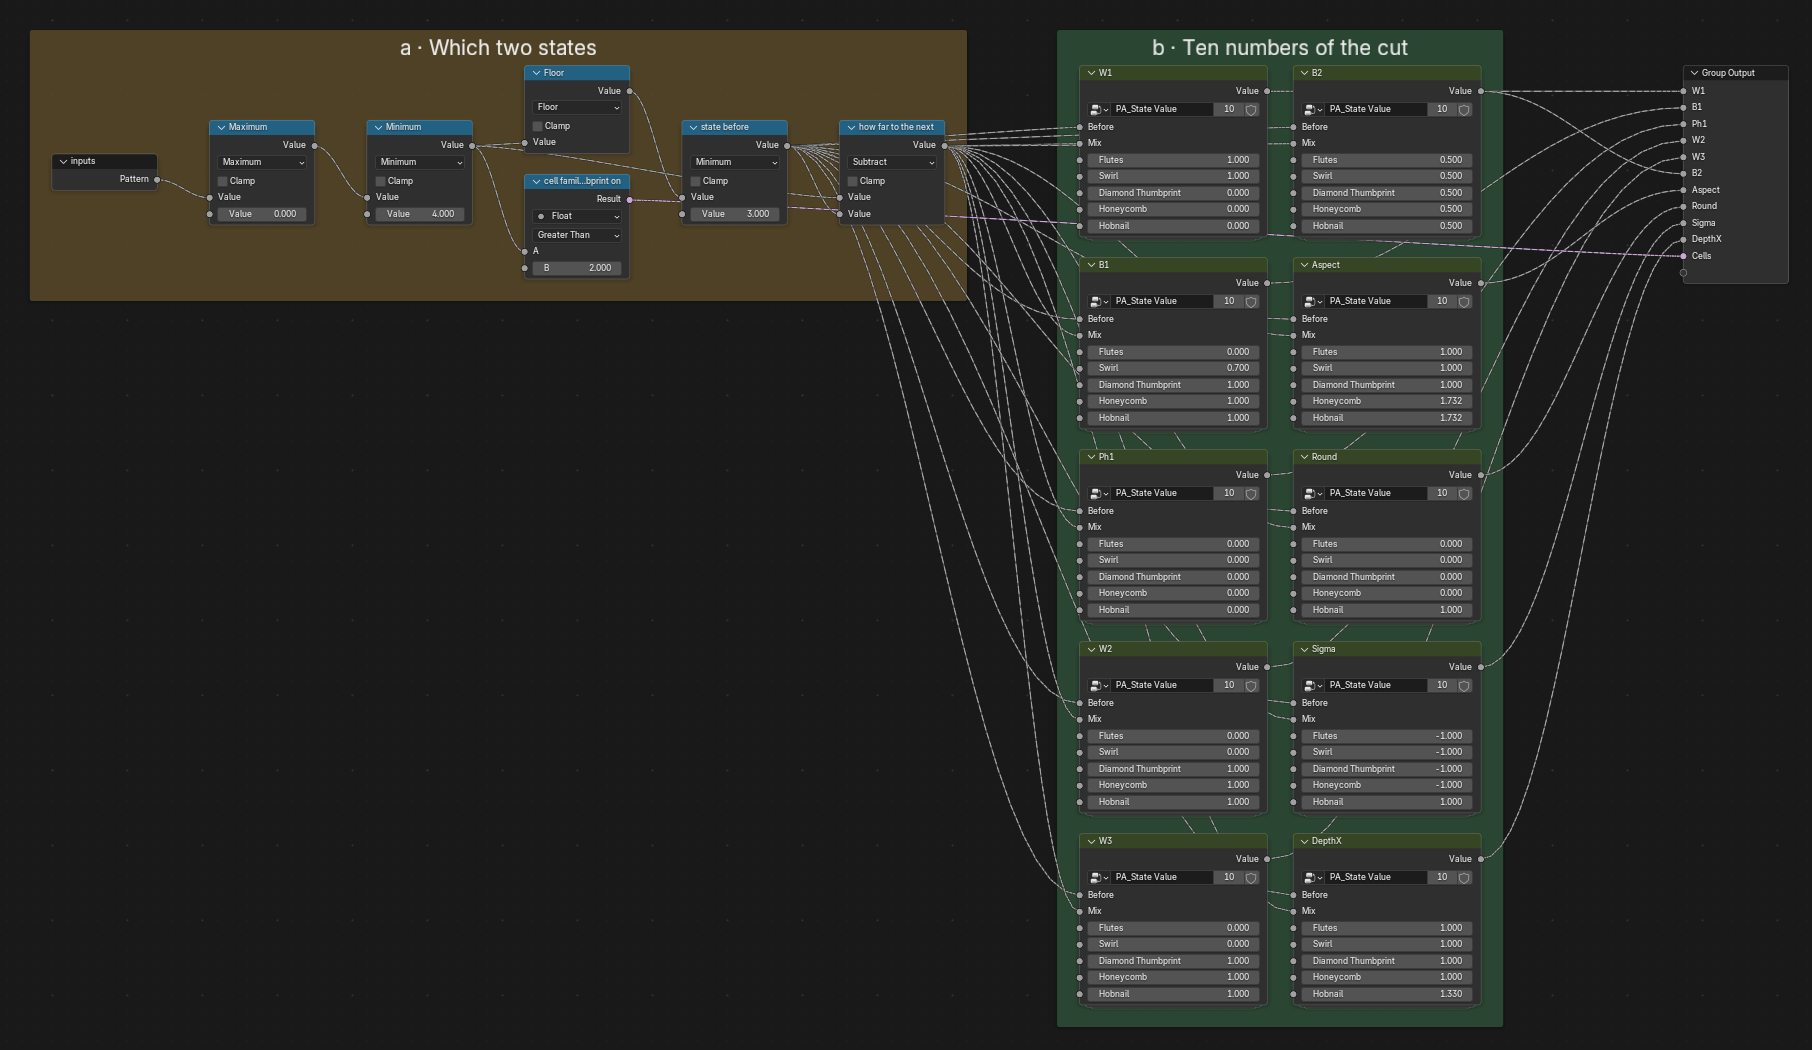 a · Which two states
inputs
Pattern
Maximum
Value
Maximum
Clamp
Value
Value 0.000
Minimum
Value
Minimum
Clamp
Value
Value 4.000
Floor
Value
Floor
Clamp
Value
cell famil...bprint on
Result
Float
Greater Than
A
B 2.000
state before
Value
Minimum
Clamp
Value
Value 3.000
how far to the next
Value
Subtract
Clamp
Value
Value
b · Ten numbers of the cut
W1
Value
PA_State Value 10
Before
Mix
Flutes 1.000
Swirl 1.000
Diamond Thumbprint 0.000
Honeycomb 0.000
Hobnail 0.000
B2
Value
PA_State Value 10
Before
Mix
Flutes 0.500
Swirl 0.500
Diamond Thumbprint 0.500
Honeycomb 0.500
Hobnail 0.500
B1
Value
PA_State Value 10
Before
Mix
Flutes 0.000
Swirl 0.700
Diamond Thumbprint 1.000
Honeycomb 1.000
Hobnail 1.000
Aspect
Value
PA_State Value 10
Before
Mix
Flutes 1.000
Swirl 1.000
Diamond Thumbprint 1.000
Honeycomb 1.732
Hobnail 1.732
Ph1
Value
PA_State Value 10
Before
Mix
Flutes 0.000
Swirl 0.000
Diamond Thumbprint 0.000
Honeycomb 0.000
Hobnail 0.000
Round
Value
PA_State Value 10
Before
Mix
Flutes 0.000
Swirl 0.000
Diamond Thumbprint 0.000
Honeycomb 0.000
Hobnail 1.000
W2
Value
PA_State Value 10
Before
Mix
Flutes 0.000
Swirl 0.000
Diamond Thumbprint 1.000
Honeycomb 1.000
Hobnail 1.000
Sigma
Value
PA_State Value 10
Before
Mix
Flutes -1.000
Swirl -1.000
Diamond Thumbprint -1.000
Honeycomb -1.000
Hobnail 1.000
W3
Value
PA_State Value 10
Before
Mix
Flutes 0.000
Swirl 0.000
Diamond Thumbprint 1.000
Honeycomb 1.000
Hobnail 1.000
DepthX
Value
PA_State Value 10
Before
Mix
Flutes 1.000
Swirl 1.000
Diamond Thumbprint 1.000
Honeycomb 1.000
Hobnail 1.330
Group Output
W1
B1
Ph1
W2
W3
B2
Aspect
Round
Sigma
DepthX
Cells